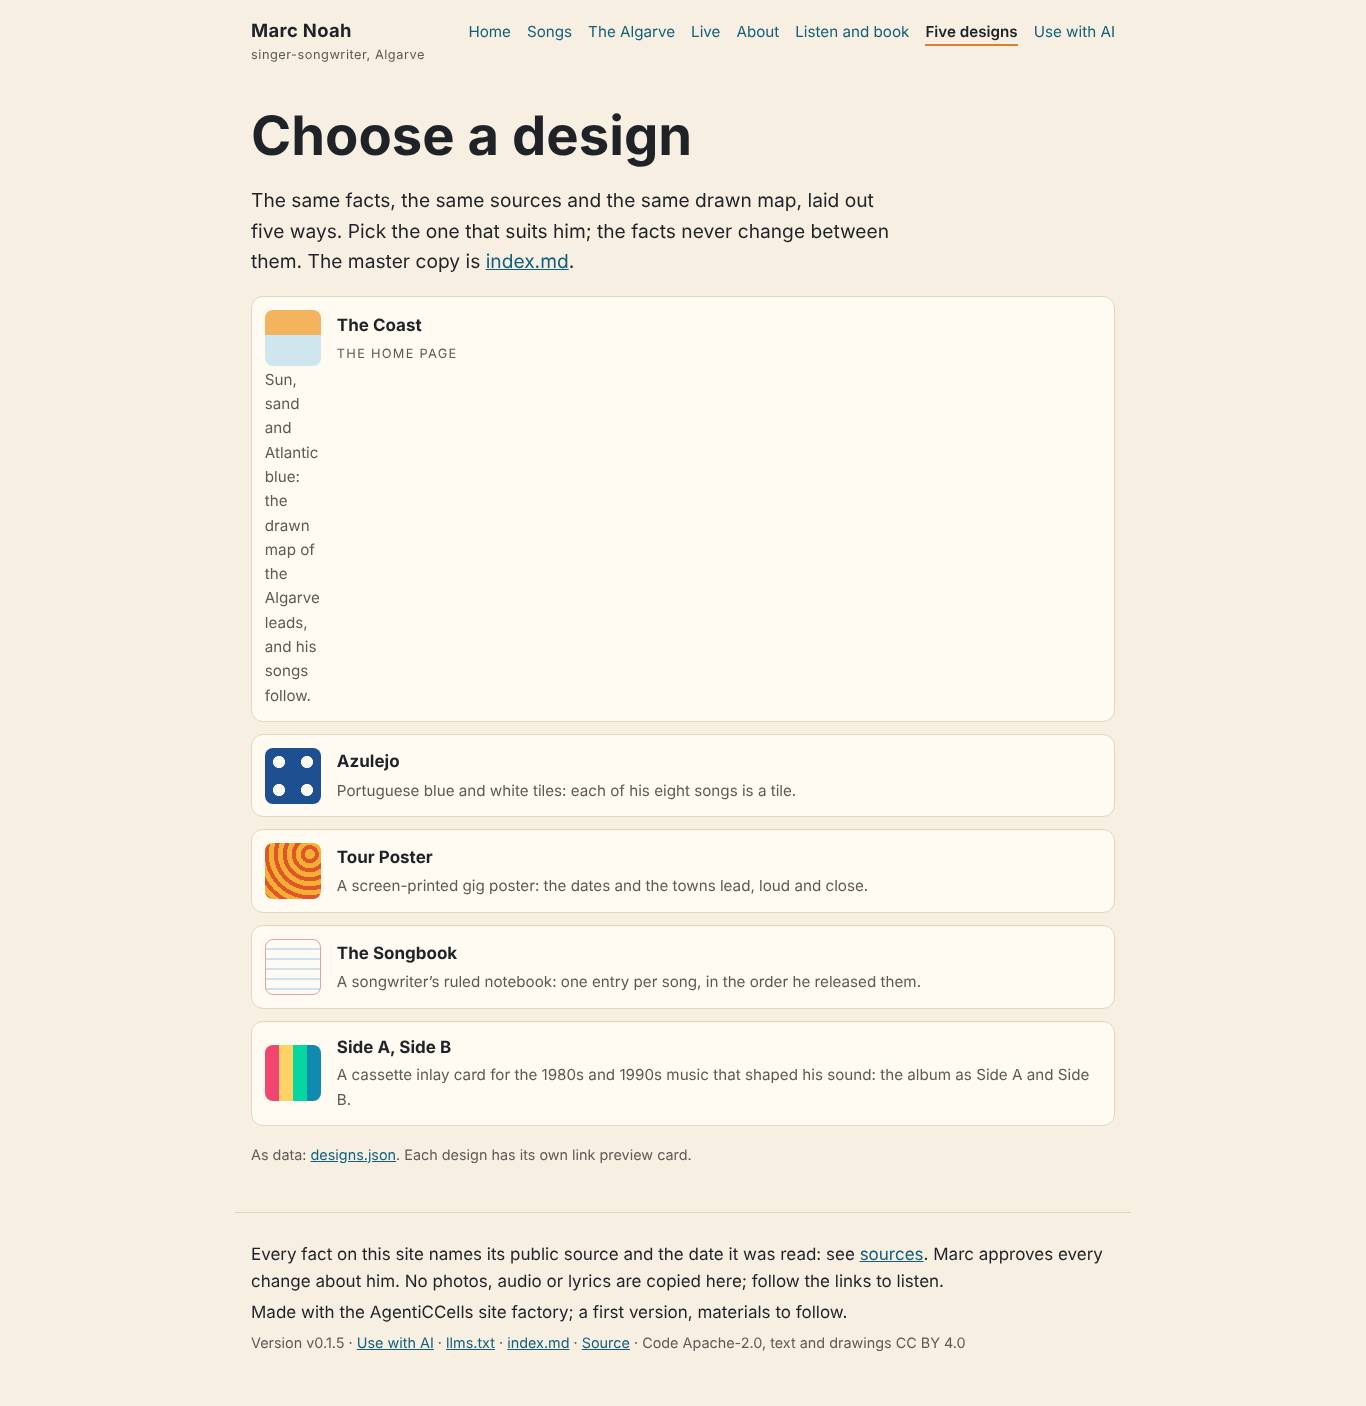 Marc Noah
singer-songwriter, Algarve
Home Songs The Algarve Live About Listen and book Five designs Use with AI
Choose a design
The same facts, the same sources and the same drawn map, laid out
five ways. Pick the one that suits him; the facts never change between
them. The master copy is index.md.
The Coast
THE HOME PAGE
Sun,
sand
and
Atlantic
blue:
the
drawn
map of
the
Algarve
leads,
and his
songs
follow.
Azulejo
Portuguese blue and white tiles: each of his eight songs is a tile.
Tour Poster
A screen-printed gig poster: the dates and the towns lead, loud and close.
The Songbook
A songwriter’s ruled notebook: one entry per song, in the order he released them.
Side A, Side B
A cassette inlay card for the 1980s and 1990s music that shaped his sound: the album as Side A and Side
B.
As data: designs.json. Each design has its own link preview card.
Every fact on this site names its public source and the date it was read: see sources. Marc approves every
change about him. No photos, audio or lyrics are copied here; follow the links to listen.
Made with the AgentiCCells site factory; a first version, materials to follow.
Version v0.1.5 · Use with AI · llms.txt · index.md · Source · Code Apache-2.0, text and drawings CC BY 4.0